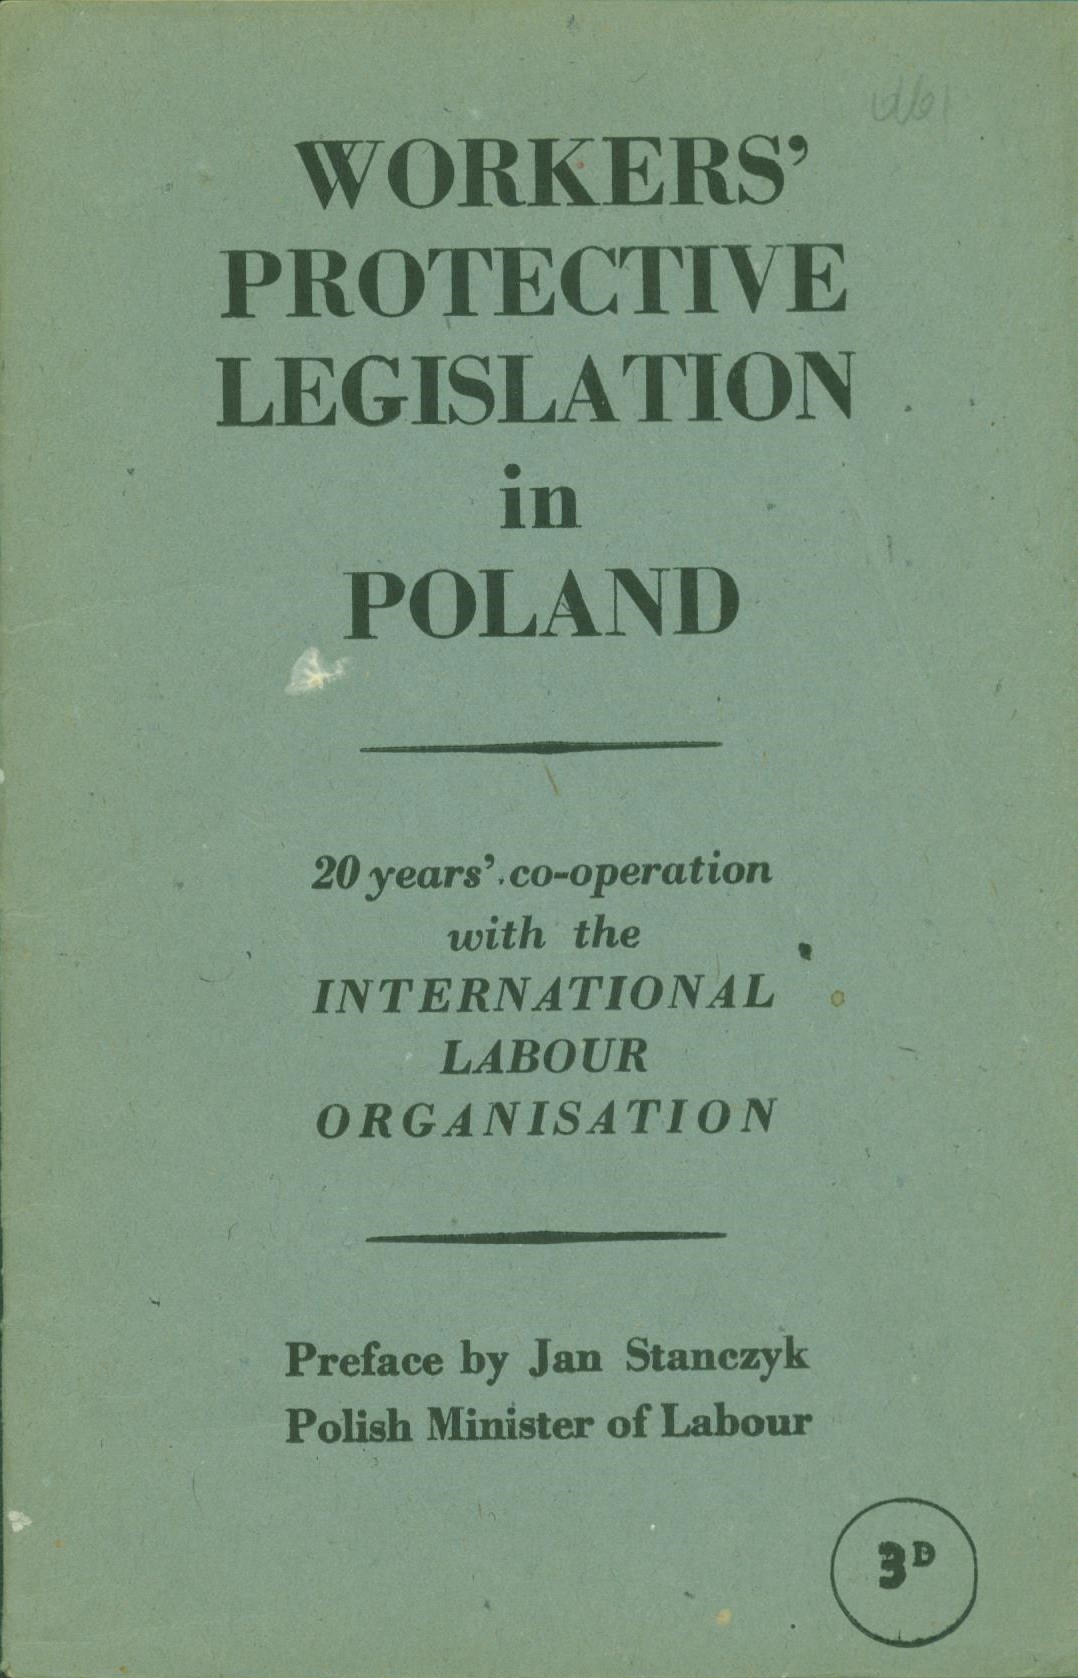 WORKERS'
PROTECTIVE
LEGISLATION
in
POLAND
20 years' co-operation
with the
INTERNATIONAL
LABOUR
ORGANISATION
Preface by Jan Stanczyk
Polish Minister of Labour
3D